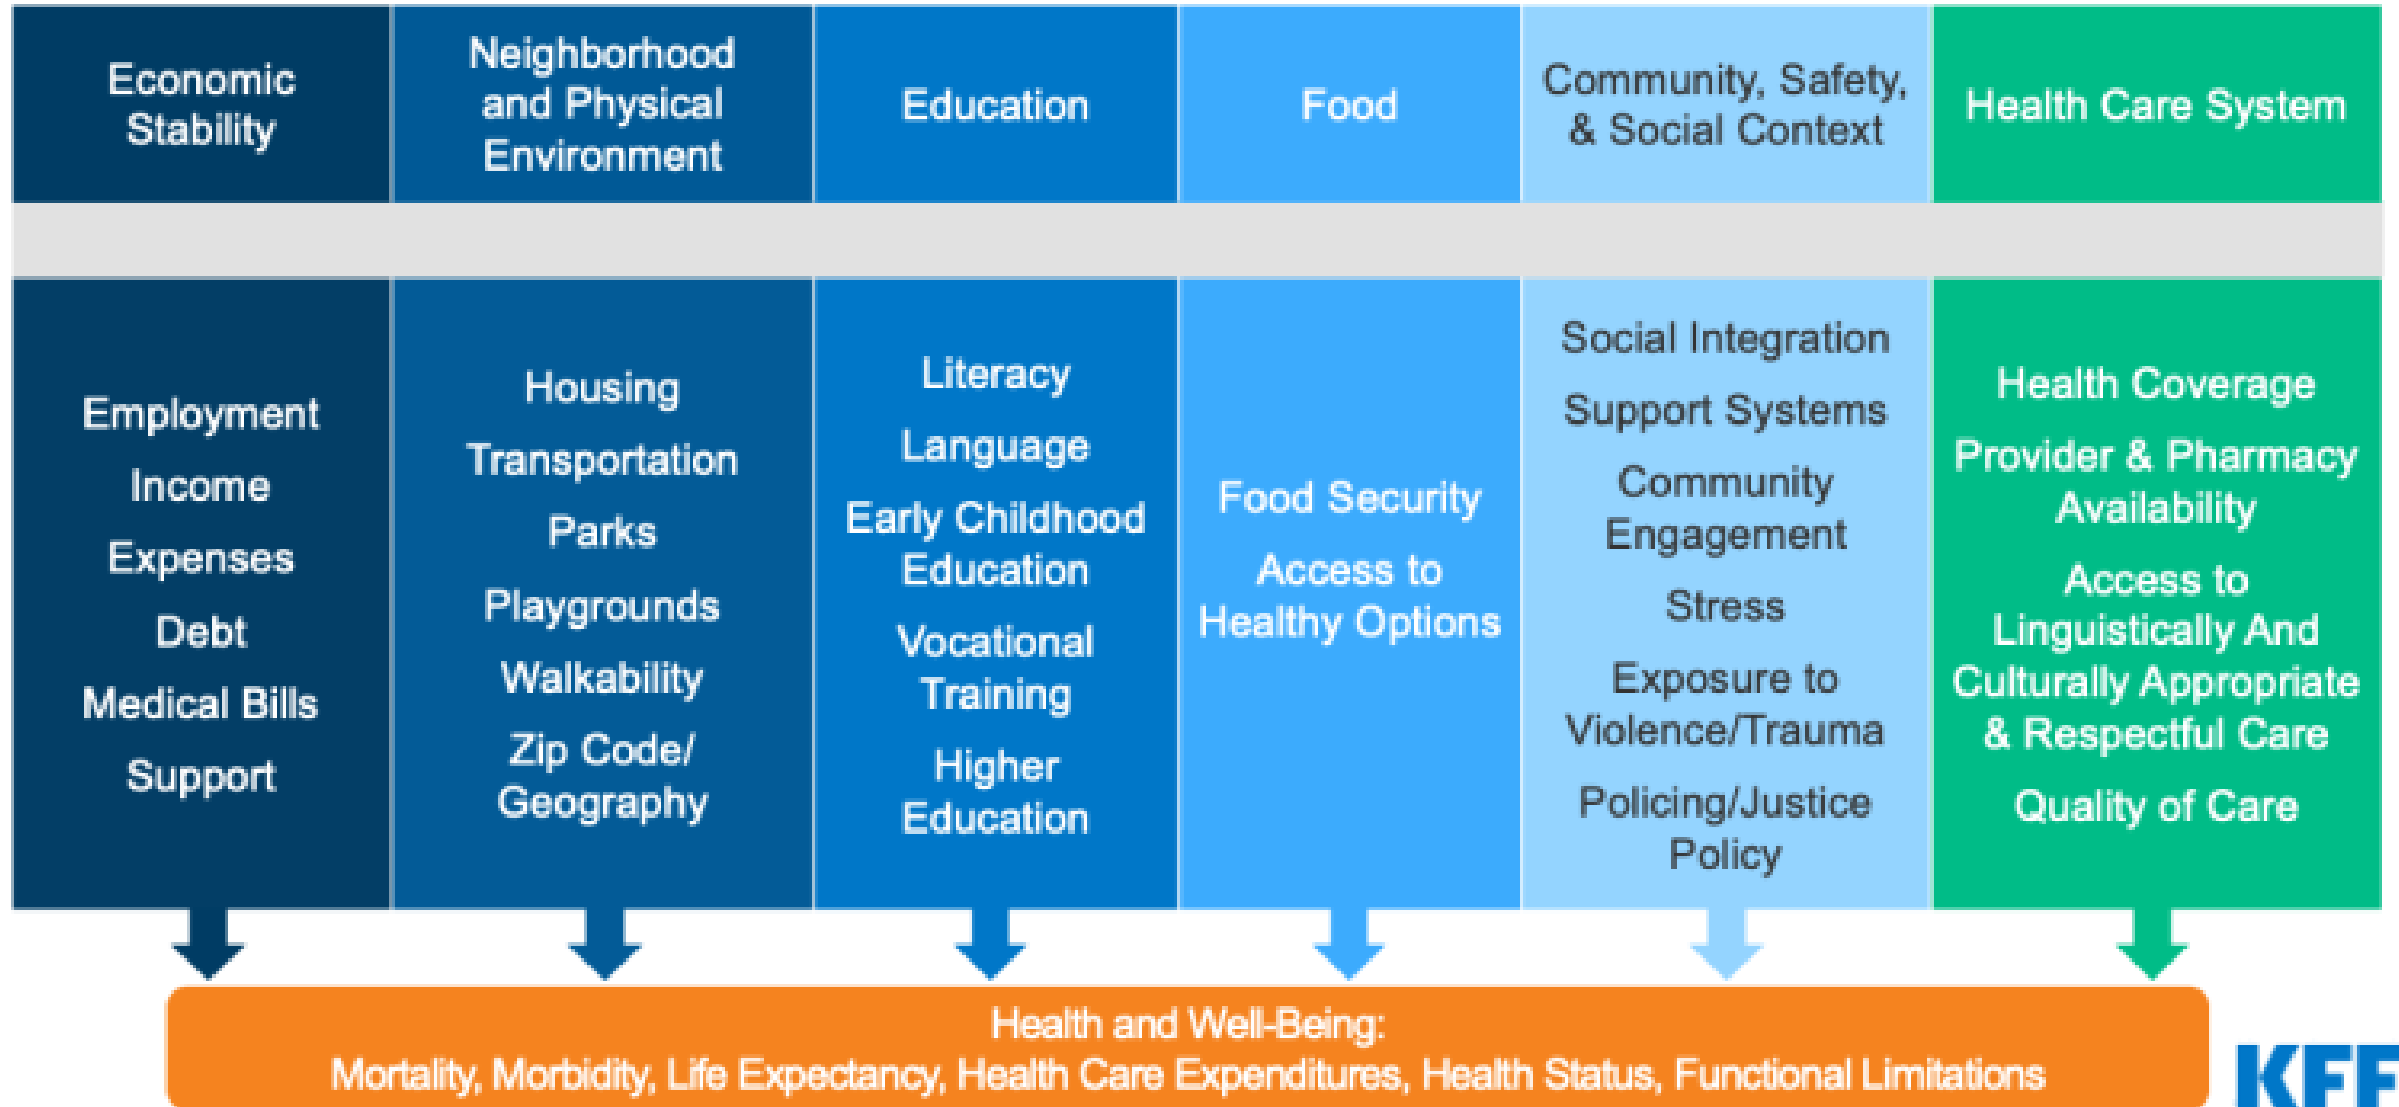 Economic
Stability
Neighborhood
and Physical
Environment
Education
Food
Community, Safety,
& Social Context
Health Care System
Employment
Income
Expenses
Debt
Medical Bills
Support
Housing
Transportation
Parks
Playgrounds
Walkability
Zip Code/
Geography
Literacy
Language
Early Childhood
Education
Vocational
Training
Higher
Education
Food Security
Access to
Healthy Options
Social Integration
Support Systems
Community
Engagement
Stress
Exposure to
Violence/Trauma
Policing/Justice
Policy
Health Coverage
Provider & Pharmacy
Availability
Access to
Linguistically And
Culturally Appropriate
& Respectful Care
Quality of Care
Health and Well-Being:
Mortality, Morbidity, Life Expectancy, Health Care Expenditures, Health Status, Functional Limitations
KFF